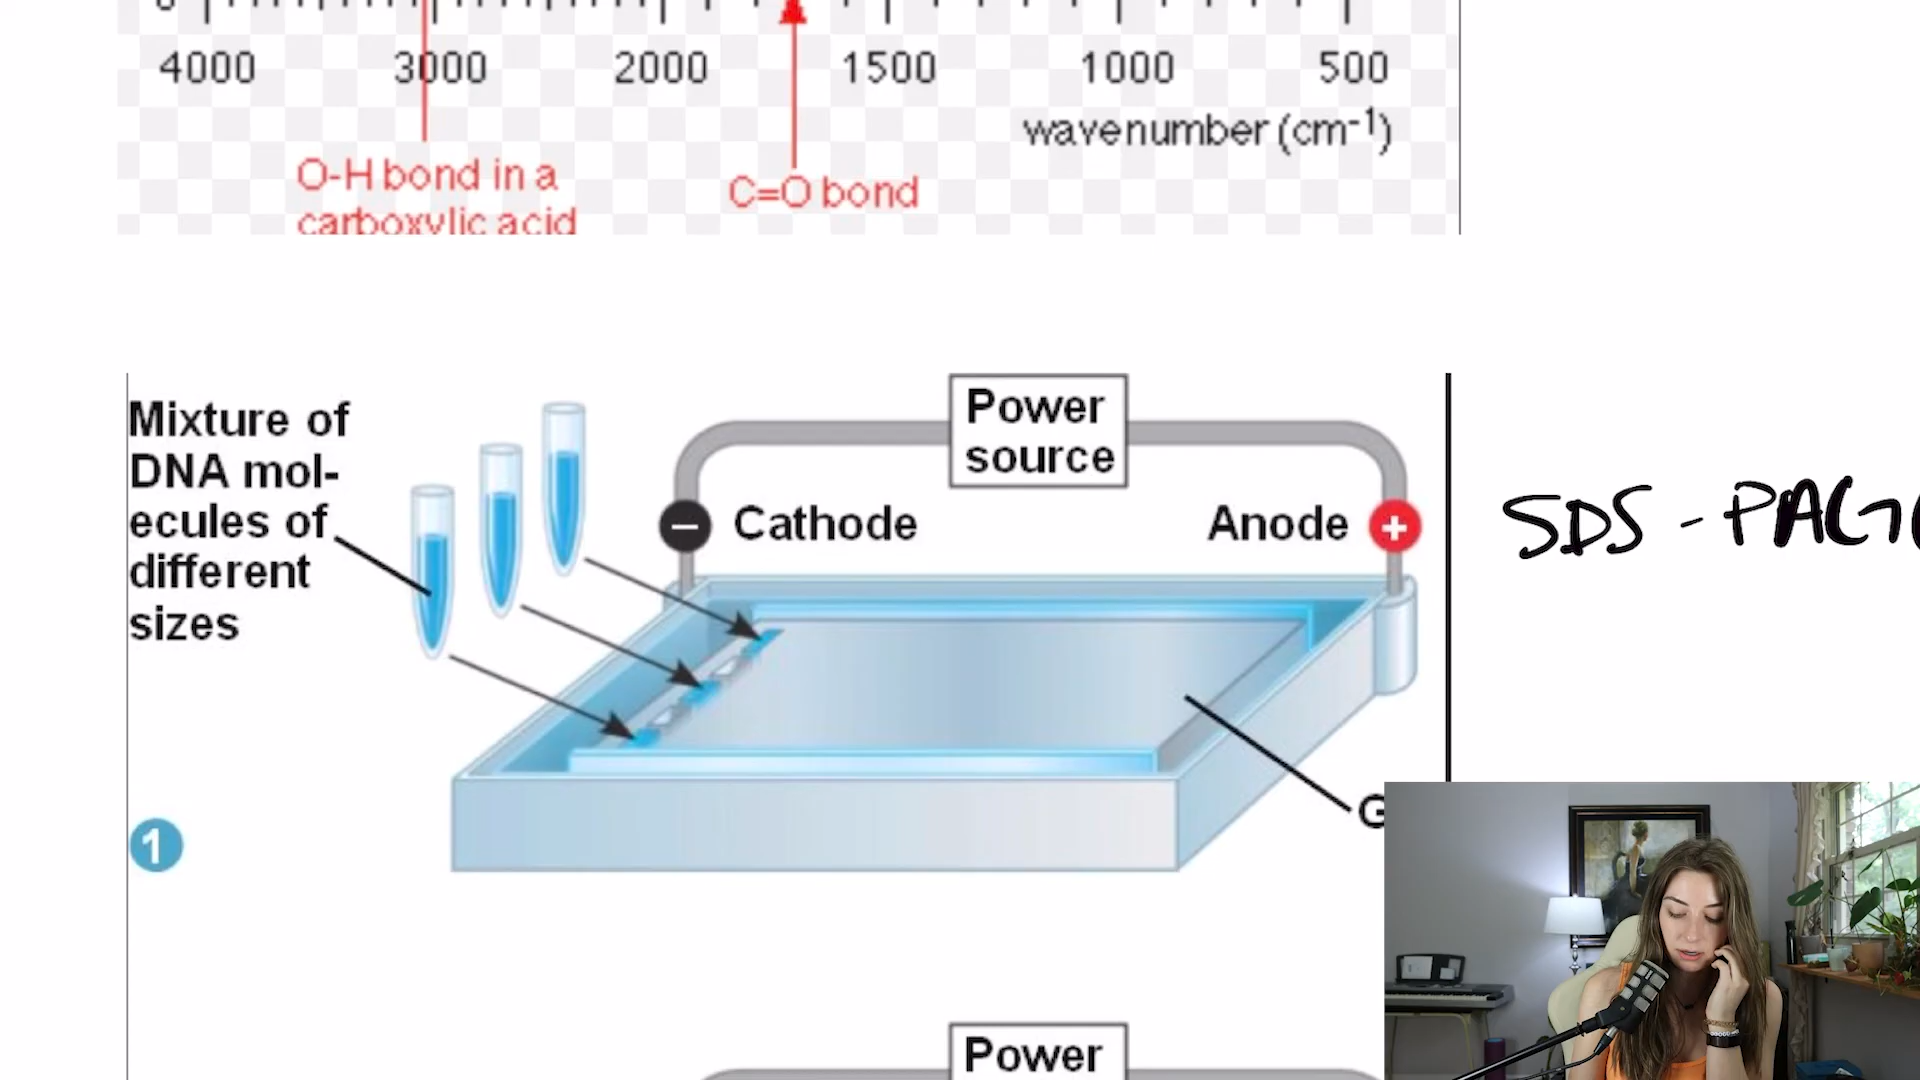 4000 3000 2000 1500 1000 500
wavenumber (cm-1)
O-H bond in a
carboxylic acid
C=O bond
Mixture of
DNA mol-
ecules of
different
sizes
Power
source
Cathode
Anode
SDS - PAG
1
Power